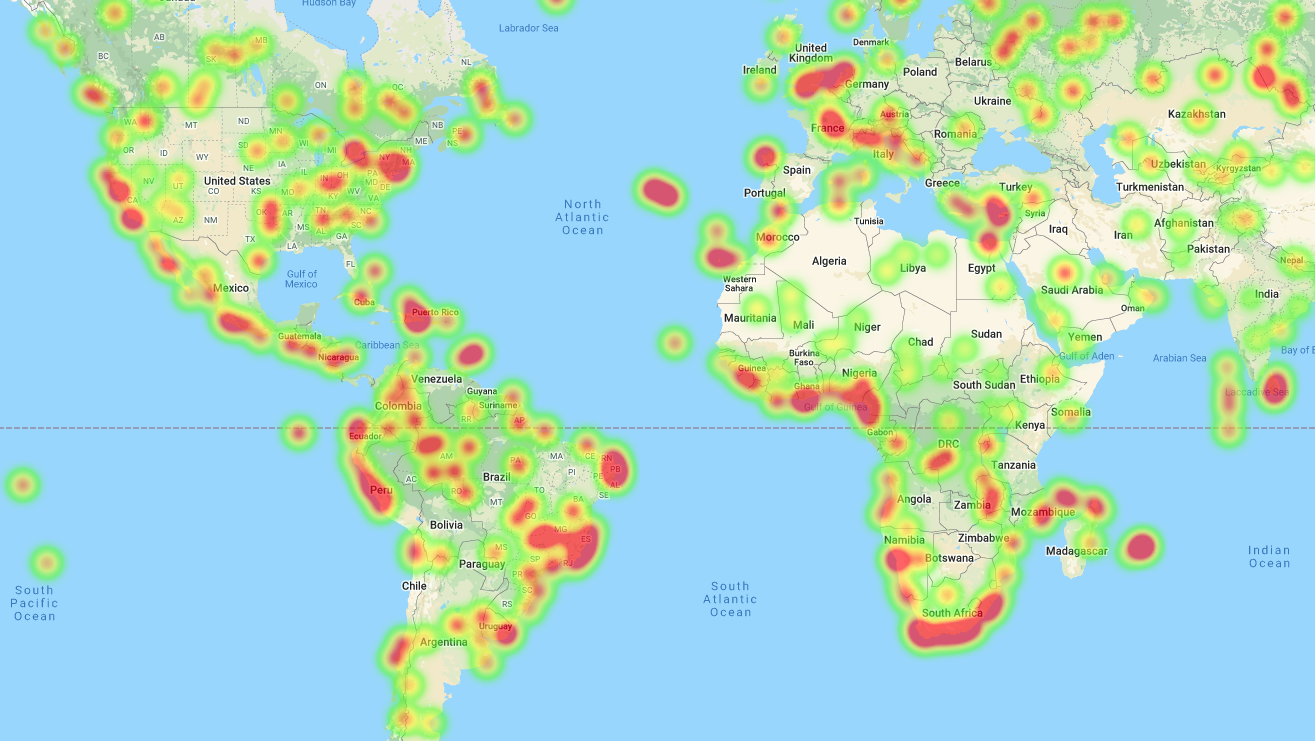 Hudson Bay
Labrador Sea
AB
BC
SK
MB
NL
ON
QC
United
Kingdom
Denmark
Ireland
Belarus
Poland
Germany
Ukraine
Kazakhstan
WA
MT
ND
MN
NB
PE
NS
ME
France
Austria
Romania
Italy
OR
ID
WY
SD
WI
MI
NY
NH
MA
IA
NE
Spain
Portugal
Greece
Turkey
Uzbekistan
Kyrgyzstan
Turkmenistan
NV
UT
United States
CO
KS
MO
IN
OH
PA
MD
DE
KY
WV
VA
CA
AZ
NM
OK
AR
TN
NC
SC
MS
AL
GA
TX
LA
FL
North
Atlantic
Ocean
Tunisia
Syria
Iraq
Iran
Afghanistan
Pakistan
Nepal
Morocco
Algeria
Libya
Egypt
Western
Sahara
Gulf of
Mexico
Mexico
Cuba
Puerto Rico
Saudi Arabia
Oman
India
Mauritania
Mali
Niger
Chad
Sudan
Yemen
Gulf of Aden
Arabian Sea
Bay of B
Guatemala
Caribbean Sea
Nicaragua
Burkina
Faso
Guinea
Ghana
Nigeria
South Sudan
Ethiopia
Laccadive Sea
Venezuela
Guyana
Suriname
Colombia
RR
AP
Gulf of Guinea
Somalia
Kenya
Ecuador
Gabon
DRC
Tanzania
AM
PA
MA
CE
RN
PB
PE
AL
SE
PI
AC
RO
Brazil
TO
BA
MT
Peru
Angola
Zambia
Mozambique
GO
MG
ES
Bolivia
Namibia
Zimbabwe
Botswana
Madagascar
MS
SP
RJ
Paraguay
PR
SC
RS
Chile
South
Pacific
Ocean
South
Atlantic
Ocean
Indian
Ocean
South Africa
Uruguay
Argentina